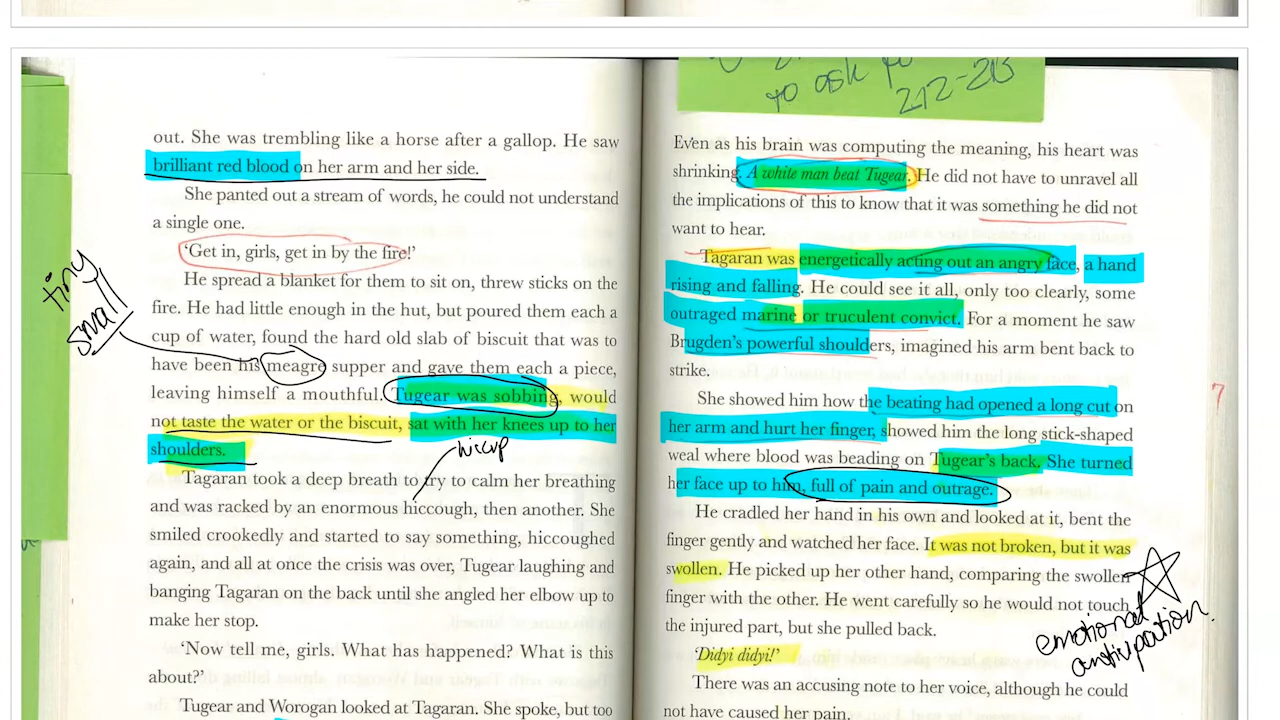 out. She was trembling like a horse after a gallop. He saw
brilliant red blood on her arm and her side.
She panted out a stream of words, he could not understand
a single one.
‘Get in, girls, get in by the fire!’
He spread a blanket for them to sit on, threw sticks on the
fire. He had little enough in the hut, but poured them each a
cup of water, found the hard old slab of biscuit that was to
have been his meagre supper and gave them each a piece,
leaving himself a mouthful. Tugear was sobbing, would
not taste the water or the biscuit, sat with her knees up to her
shoulders.
Tagaran took a deep breath to try to calm her breathing
and was racked by an enormous hiccough, then another. She
smiled crookedly and started to say something, hiccoughed
again, and all at once the crisis was over, Tugear laughing and
banging Tagaran on the back until she angled her elbow up to
make her stop.
‘Now tell me, girls. What has happened? What is this
about?’
Tugear and Worogan looked at Tagaran. She spoke, but too
tiny
small
hiccup
to ask
212-213
Even as his brain was computing the meaning, his heart was
shrinking. A white man beat Tugear. He did not have to unravel all
the implications of this to know that it was something he did not
want to hear.
Tagaran was energetically acting out an angry face, a hand
rising and falling. He could see it all, only too clearly, some
outraged marine or truculent convict. For a moment he saw
Brugden’s powerful shoulders, imagined his arm bent back to
strike.
She showed him how the beating had opened a long cut on
her arm and hurt her finger, showed him the long stick-shaped
weal where blood was beading on Tugear’s back. She turned
her face up to him, full of pain and outrage.
He cradled her hand in his own and looked at it, bent the
finger gently and watched her face. It was not broken, but it was
swollen. He picked up her other hand, comparing the swollen
finger with the other. He went carefully so he would not touch
the injured part, but she pulled back.
‘Didyi didyi!’
There was an accusing note to her voice, although he could
not have caused her pain.
7
emotional
antivipation.